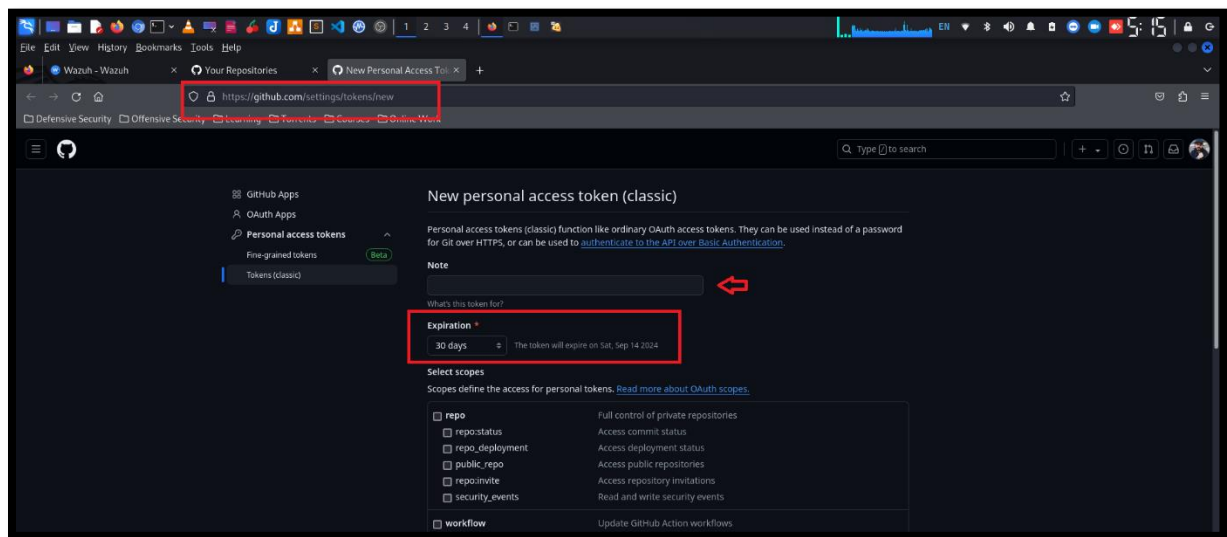 1 2 3 4
EN
5:15
File Edit View History Bookmarks Tools Help
Wazuh - Wazuh × Your Repositories × New Personal Access Tok × +
https://github.com/settings/tokens/new
Defensive Security Offensive Security Learning Torrents Courses Online Work
Type / to search
GitHub Apps
OAuth Apps
Personal access tokens
Fine-grained tokens Beta
Tokens (classic)
New personal access token (classic)
Personal access tokens (classic) function like ordinary OAuth access tokens. They can be used instead of a password
for Git over HTTPS, or can be used to authenticate to the API over Basic Authentication.
Note
What's this token for?
Expiration *
30 days The token will expire on Sat, Sep 14 2024
Select scopes
Scopes define the access for personal tokens. Read more about OAuth scopes.
repo Full control of private repositories
repo:status Access commit status
repo_deployment Access deployment status
public_repo Access public repositories
repo:invite Access repository invitations
security_events Read and write security events
workflow Update GitHub Action workflows